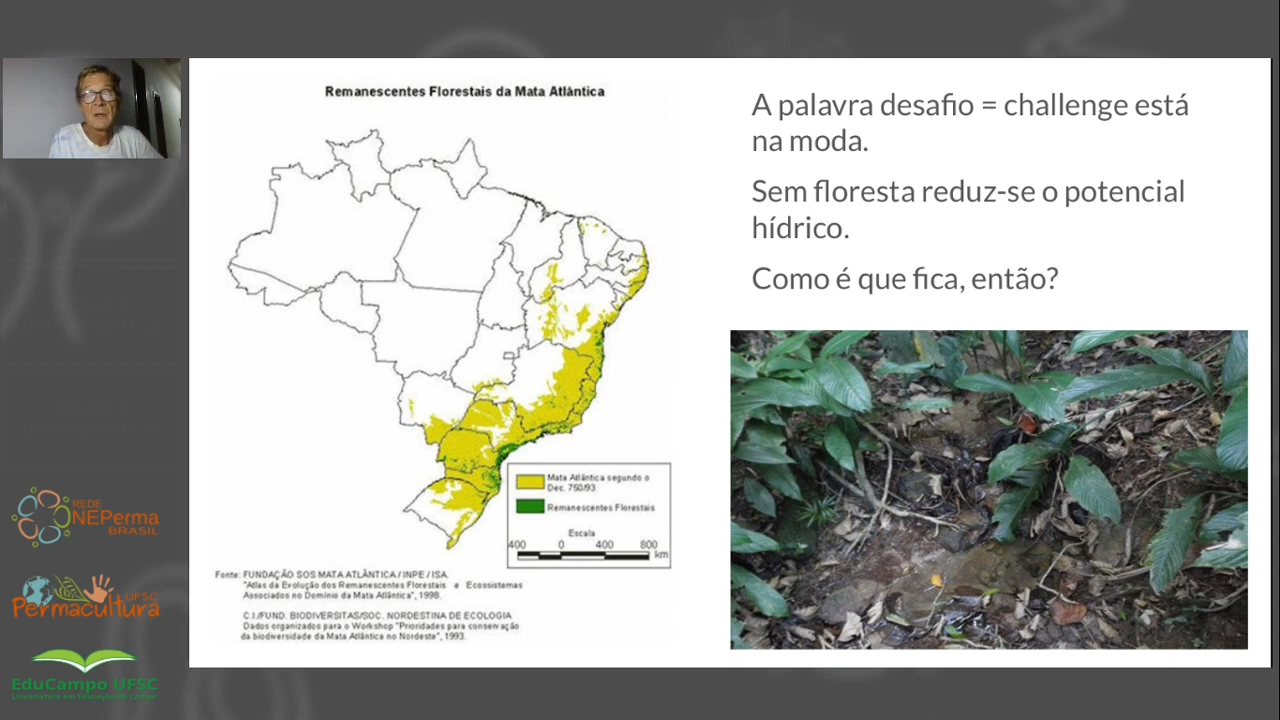 Remanescentes Florestais da Mata Atlântica
Mata Atlântica segundo o
Dec. 750/93
Remanescentes Florestais
Escala
400 0 400 800
km
Fonte: FUNDAÇÃO SOS MATA ATLÂNTICA / INPE / ISA.
"Atlas da Evolução dos Remanescentes Florestais e Ecossistemas
Associados no Domínio da Mata Atlântica", 1998.
C.I./FUND. BIODIVERSITAS/SOC. NORDESTINA DE ECOLOGIA
Dados organizados para o Workshop "Prioridades para conservação
da biodiversidade da Mata Atlântica no Nordeste", 1993.
A palavra desafio = challenge está
na moda.
Sem floresta reduz-se o potencial
hídrico.
Como é que fica, então?
REDE
NEPerma
BRASIL
UFSC
Permacultura
EduCampo UFSC
Licenciatura em Educação do Campo